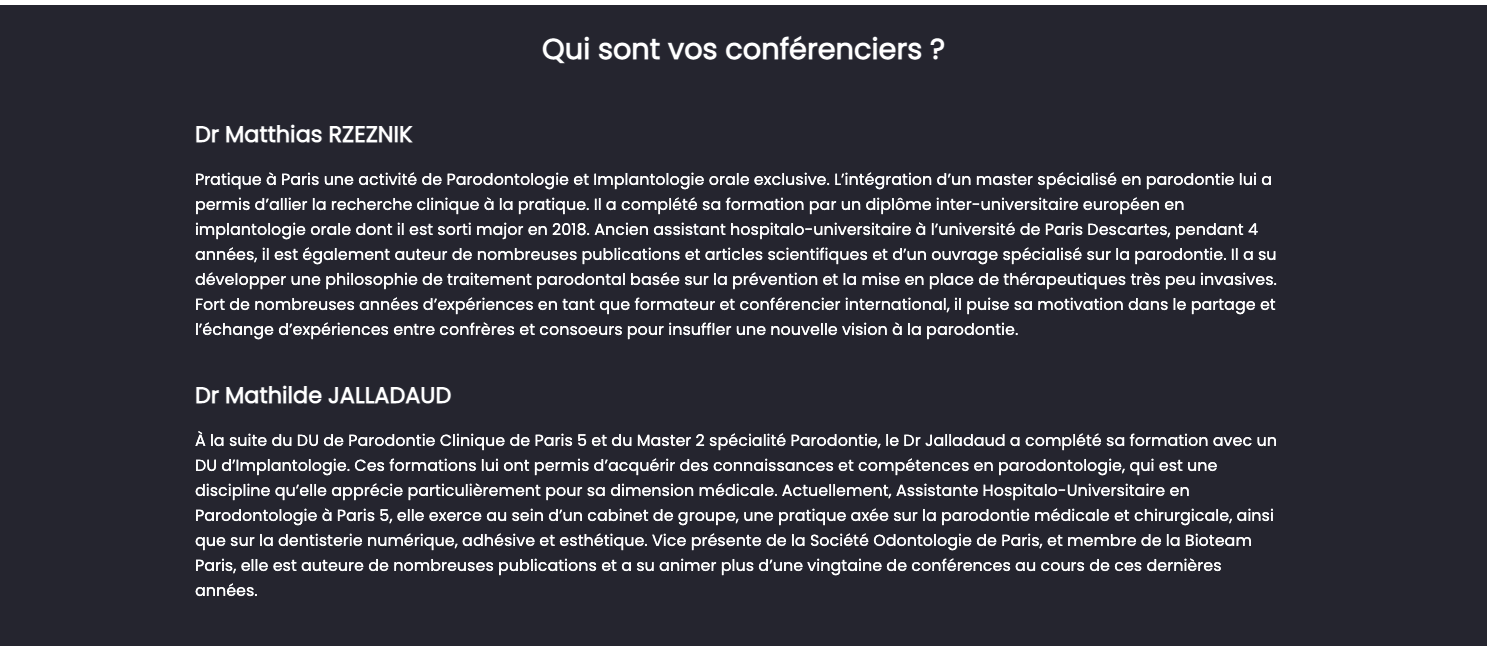 Qui sont vos conférenciers ?
Dr Matthias RZEZNIK
Pratique à Paris une activité de Parodontologie et Implantologie orale exclusive. L’intégration d’un master spécialisé en parodontie lui a
permis d’allier la recherche clinique à la pratique. Il a complété sa formation par un diplôme inter-universitaire européen en
implantologie orale dont il est sorti major en 2018. Ancien assistant hospitalo-universitaire à l’université de Paris Descartes, pendant 4
années, il est également auteur de nombreuses publications et articles scientifiques et d’un ouvrage spécialisé sur la parodontie. Il a su
développer une philosophie de traitement parodontal basée sur la prévention et la mise en place de thérapeutiques très peu invasives.
Fort de nombreuses années d’expériences en tant que formateur et conférencier international, il puise sa motivation dans le partage et
l’échange d’expériences entre confrères et consoeurs pour insuffler une nouvelle vision à la parodontie.
Dr Mathilde JALLADAUD
À la suite du DU de Parodontie Clinique de Paris 5 et du Master 2 spécialité Parodontie, le Dr Jalladaud a complété sa formation avec un
DU d’Implantologie. Ces formations lui ont permis d’acquérir des connaissances et compétences en parodontologie, qui est une
discipline qu’elle apprécie particulièrement pour sa dimension médicale. Actuellement, Assistante Hospitalo-Universitaire en
Parodontologie à Paris 5, elle exerce au sein d’un cabinet de groupe, une pratique axée sur la parodontie médicale et chirurgicale, ainsi
que sur la dentisterie numérique, adhésive et esthétique. Vice présente de la Société Odontologie de Paris, et membre de la Bioteam
Paris, elle est auteure de nombreuses publications et a su animer plus d’une vingtaine de conférences au cours de ces dernières
années.